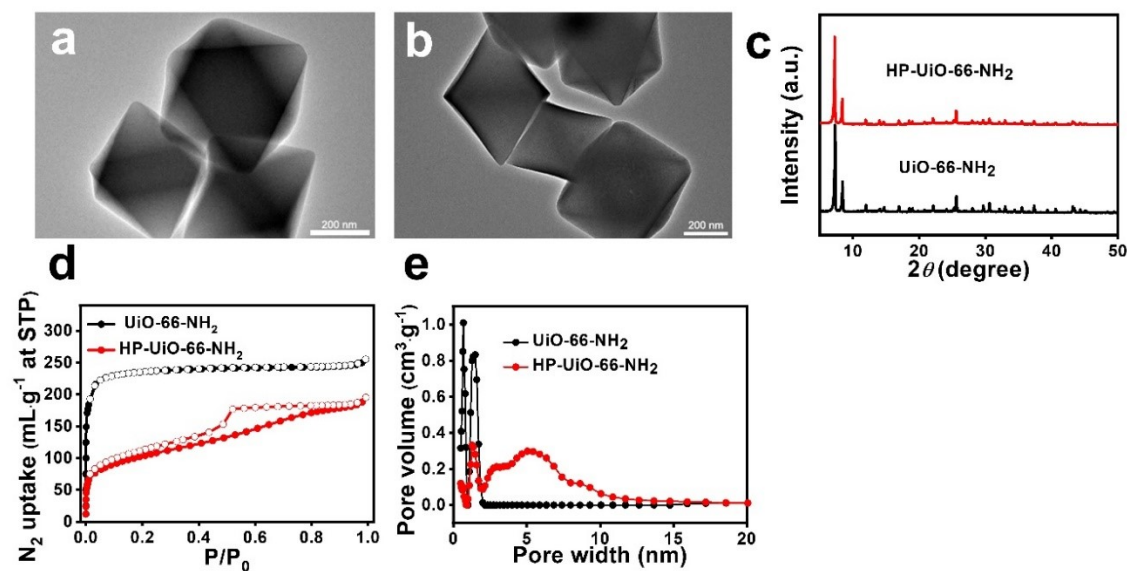 a
200 nm
b
200 nm
c
Intensity (a.u.)
HP-UiO-66-NH₂
UiO-66-NH₂
10 20 30 40 50
2θ (degree)
d
N₂ uptake (mL·g⁻¹ at STP)
300
250
200
150
100
50
0
UiO-66-NH₂
HP-UiO-66-NH₂
0.0 0.2 0.4 0.6 0.8 1.0
P/P₀
e
Pore volume (cm³·g⁻¹)
1.0
0.8
0.6
0.4
0.2
0.0
UiO-66-NH₂
HP-UiO-66-NH₂
0 5 10 15 20
Pore width (nm)